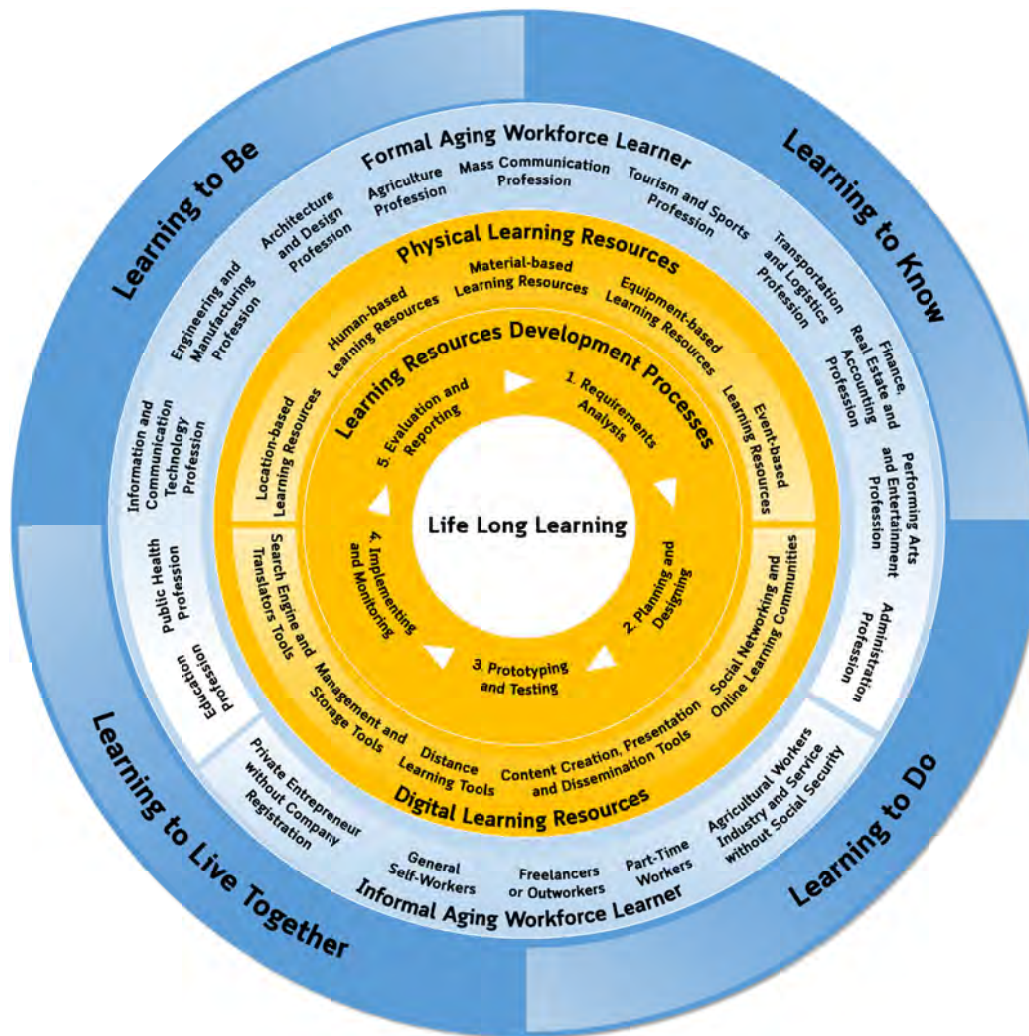 Learning to Be
Learning to Know
Learning to Do
Learning to Live Together
Formal Aging Workforce Learner
Education
Profession
Public Health
Profession
Information and
Communication
Technology
Profession
Engineering and
Manufacturing
Profession
Architecture
and Design
Profession
Agriculture
Profession
Mass Communication
Profession
Tourism and Sports
Profession
Transportation
and Logistics
Profession
Finance,
Real Estate and
Accounting
Profession
Performing Arts
and Entertainment
Profession
Administration
Profession
Informal Aging Workforce Learner
Private Entrepreneur
without Company
Registration
General
Self-Workers
Freelancers
or Outworkers
Part-Time
Workers
Agricultural Workers
Industry and Service
without Social Security
Physical Learning Resources
Location-based
Learning Resources
Human-based
Learning Resources
Material-based
Learning Resources
Equipment-based
Learning Resources
Event-based
Learning Resources
Digital Learning Resources
Search Engine and
Translators Tools
Management and
Storage Tools
Distance
Learning Tools
Content Creation, Presentation
and Dissemination Tools
Social Networking and
Online Learning Communities
Learning Resources Development Processes
1. Requirements
Analysis
2. Planning and
Designing
3. Prototyping
and Testing
4. Implementing
and Monitoring
5. Evaluation and
Reporting
Life Long Learning